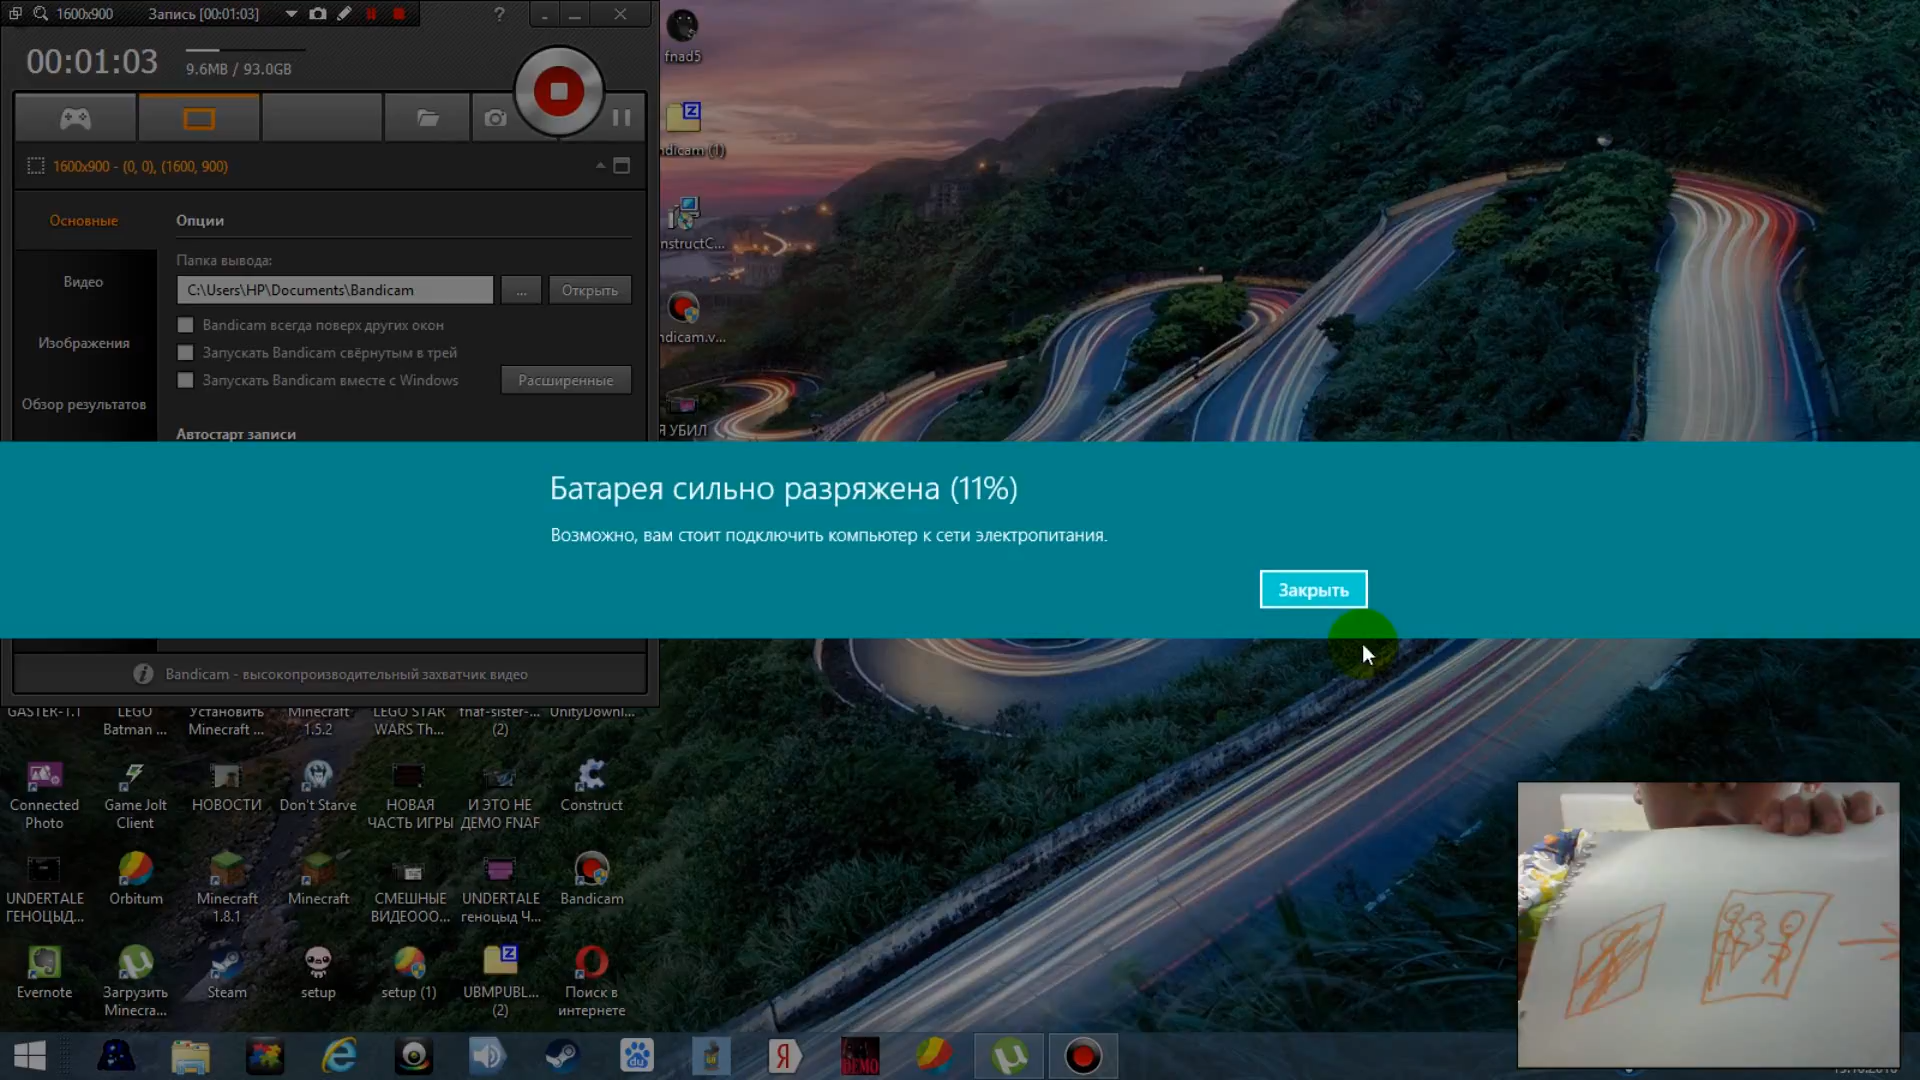 1600x900 Запись [00:01:03]
00:01:03
9.6MB / 93.0GB
1600x900 - (0, 0), (1600, 900)
Основные
Видео
Изображения
Обзор результатов
Опции
Папка вывода:
C:\Users\HP\Documents\Bandicam
...
Открыть
Bandicam всегда поверх других окон
Запускать Bandicam свёрнутым в трей
Запускать Bandicam вместе с Windows
Расширенные
Автостарт записи
fnad5
ndicam (1)
nstructC...
ndicam.v...
Я УБИЛ
Батарея сильно разряжена (11%)
Возможно, вам стоит подключить компьютер к сети электропитания.
Закрыть
Bandicam - высокопроизводительный захватчик видео
GASTER-1.1
LEGO
Batman ...
Установить
Minecraft ...
Minecraft
1.5.2
LEGO STAR
WARS Th...
fnaf-sister-...
(2)
UnityDownl...
Connected
Photo
Game Jolt
Client
НОВОСТИ
Don't Starve
НОВАЯ
ЧАСТЬ ИГРЫ
И ЭТО НЕ
ДЕМО FNAF
Construct
UNDERTALE
ГЕНОЦЫД...
Orbitum
Minecraft
1.8.1
Minecraft
СМЕШНЫЕ
ВИДЕООО...
UNDERTALE
геноцыд Ч...
Bandicam
Evernote
Загрузить
Minecra...
Steam
setup
setup (1)
UBMPUBL...
(2)
Поиск в
интернете
du
Я
DEMO